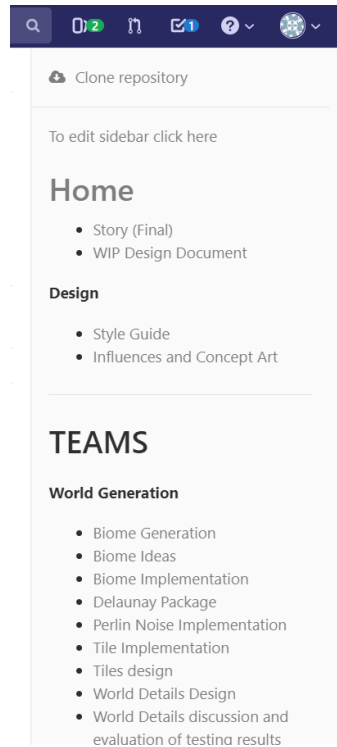 2
1
Clone repository
To edit sidebar click here
Home
Story (Final)
WIP Design Document
Design
Style Guide
Influences and Concept Art
TEAMS
World Generation
Biome Generation
Biome Ideas
Biome Implementation
Delaunay Package
Perlin Noise Implementation
Tile Implementation
Tiles design
World Details Design
World Details discussion and
evaluation of testing results